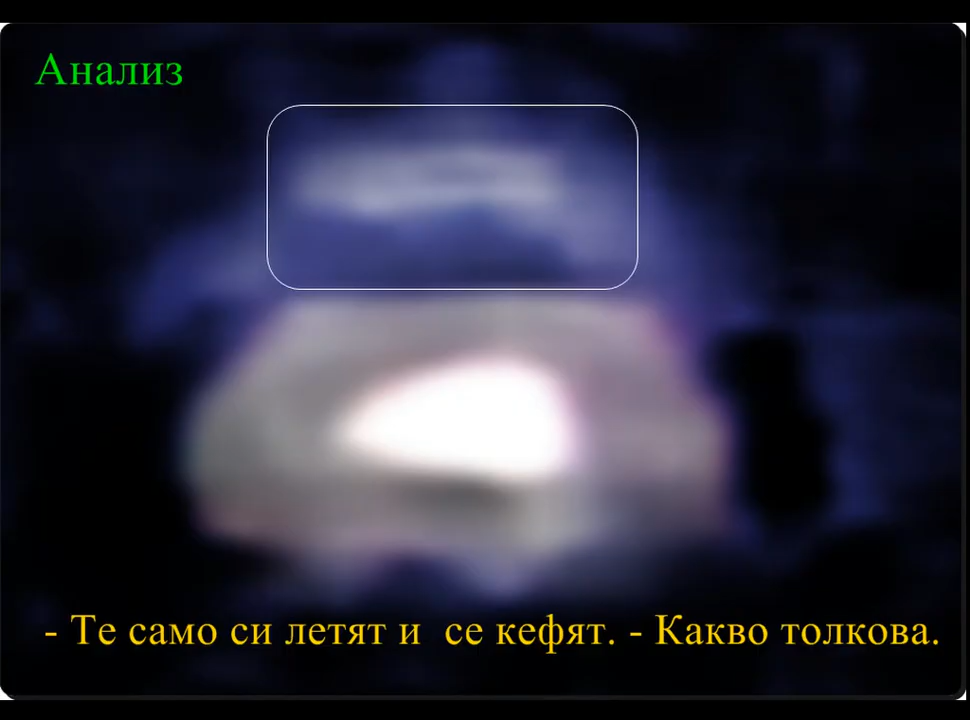 Анализ
- Те само си летят и  се кефят. - Какво толкова.